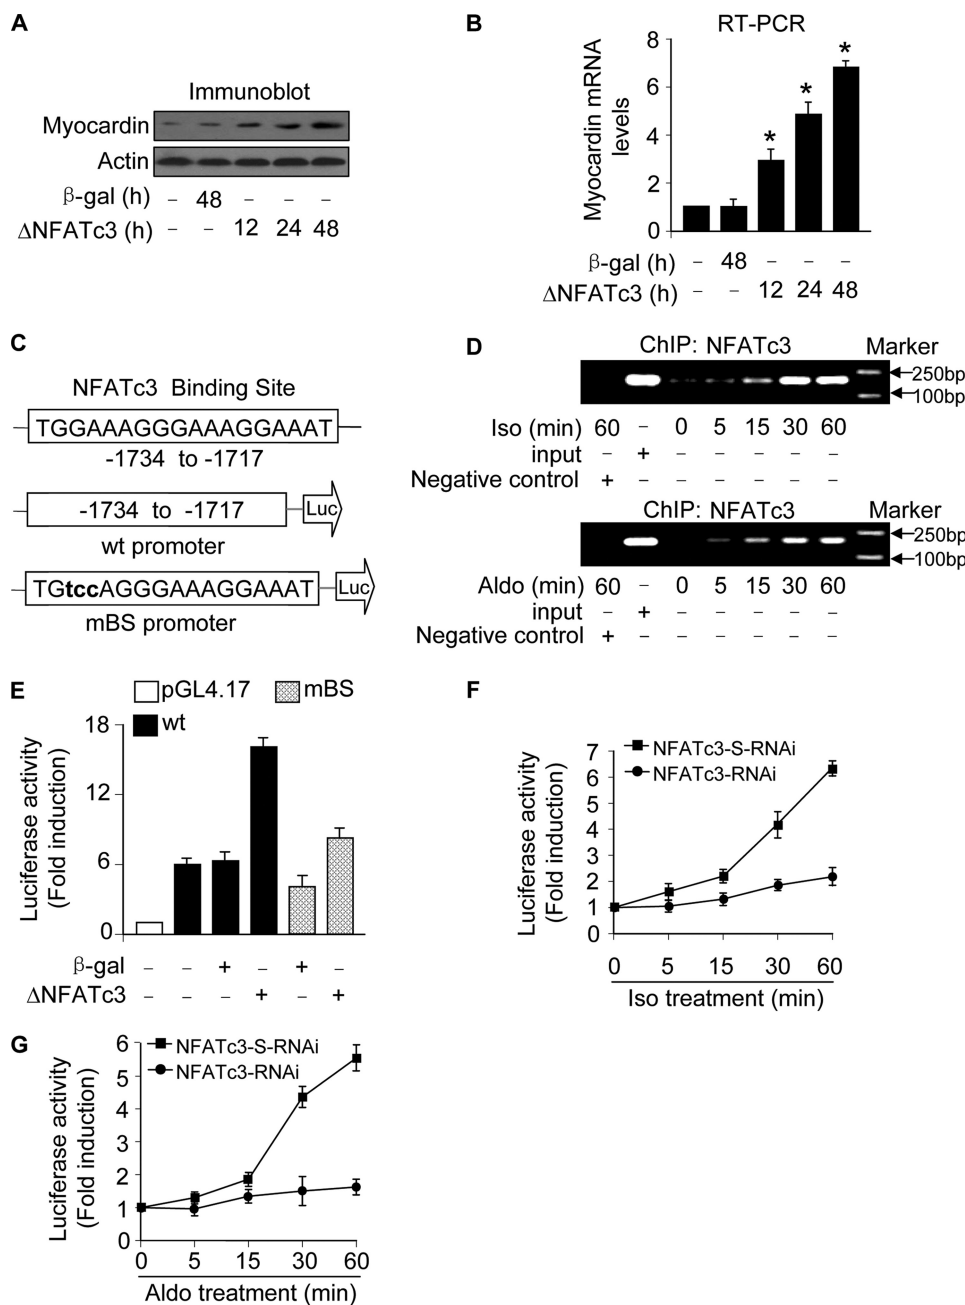 A
Immunoblot
Myocardin
Actin
β-gal (h) – 48 – – –
ΔNFATc3 (h) – – 12 24 48
B
RT-PCR
Myocardin mRNA levels
8
6
4
2
0
* * *
β-gal (h) – 48 – – –
ΔNFATc3 (h) – – 12 24 48
C
NFATc3 Binding Site
TGGAAAGGGAAAGGAAAT
-1734 to -1717
-1734 to -1717 Luc
wt promoter
TGtccAGGGAAAGGAAAT Luc
mBS promoter
D
ChIP: NFATc3 Marker
250bp
100bp
Iso (min) 60 – 0 5 15 30 60
input – + – – – – –
Negative control + – – – – – –
ChIP: NFATc3 Marker
250bp
100bp
Aldo (min) 60 – 0 5 15 30 60
input – + – – – – –
Negative control + – – – – – –
E
pGL4.17 mBS
wt
Luciferase activity (Fold induction)
18
12
6
0
β-gal – – + – + –
ΔNFATc3 – – – + – +
F
NFATc3-S-RNAi
NFATc3-RNAi
Luciferase activity (Fold induction)
7
6
5
4
3
2
1
0
0 5 15 30 60
Iso treatment (min)
G
NFATc3-S-RNAi
NFATc3-RNAi
Luciferase activity (Fold induction)
6
5
4
3
2
1
0
0 5 15 30 60
Aldo treatment (min)